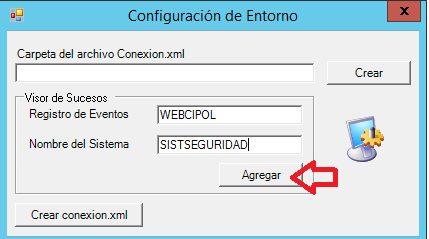 Configuración de Entorno
x
Carpeta del archivo Conexion.xml
Crear
Visor de Sucesos
Registro de Eventos WEBCIPOL
Nombre del Sistema SISTSEGURIDAD
Agregar
Crear conexion.xml